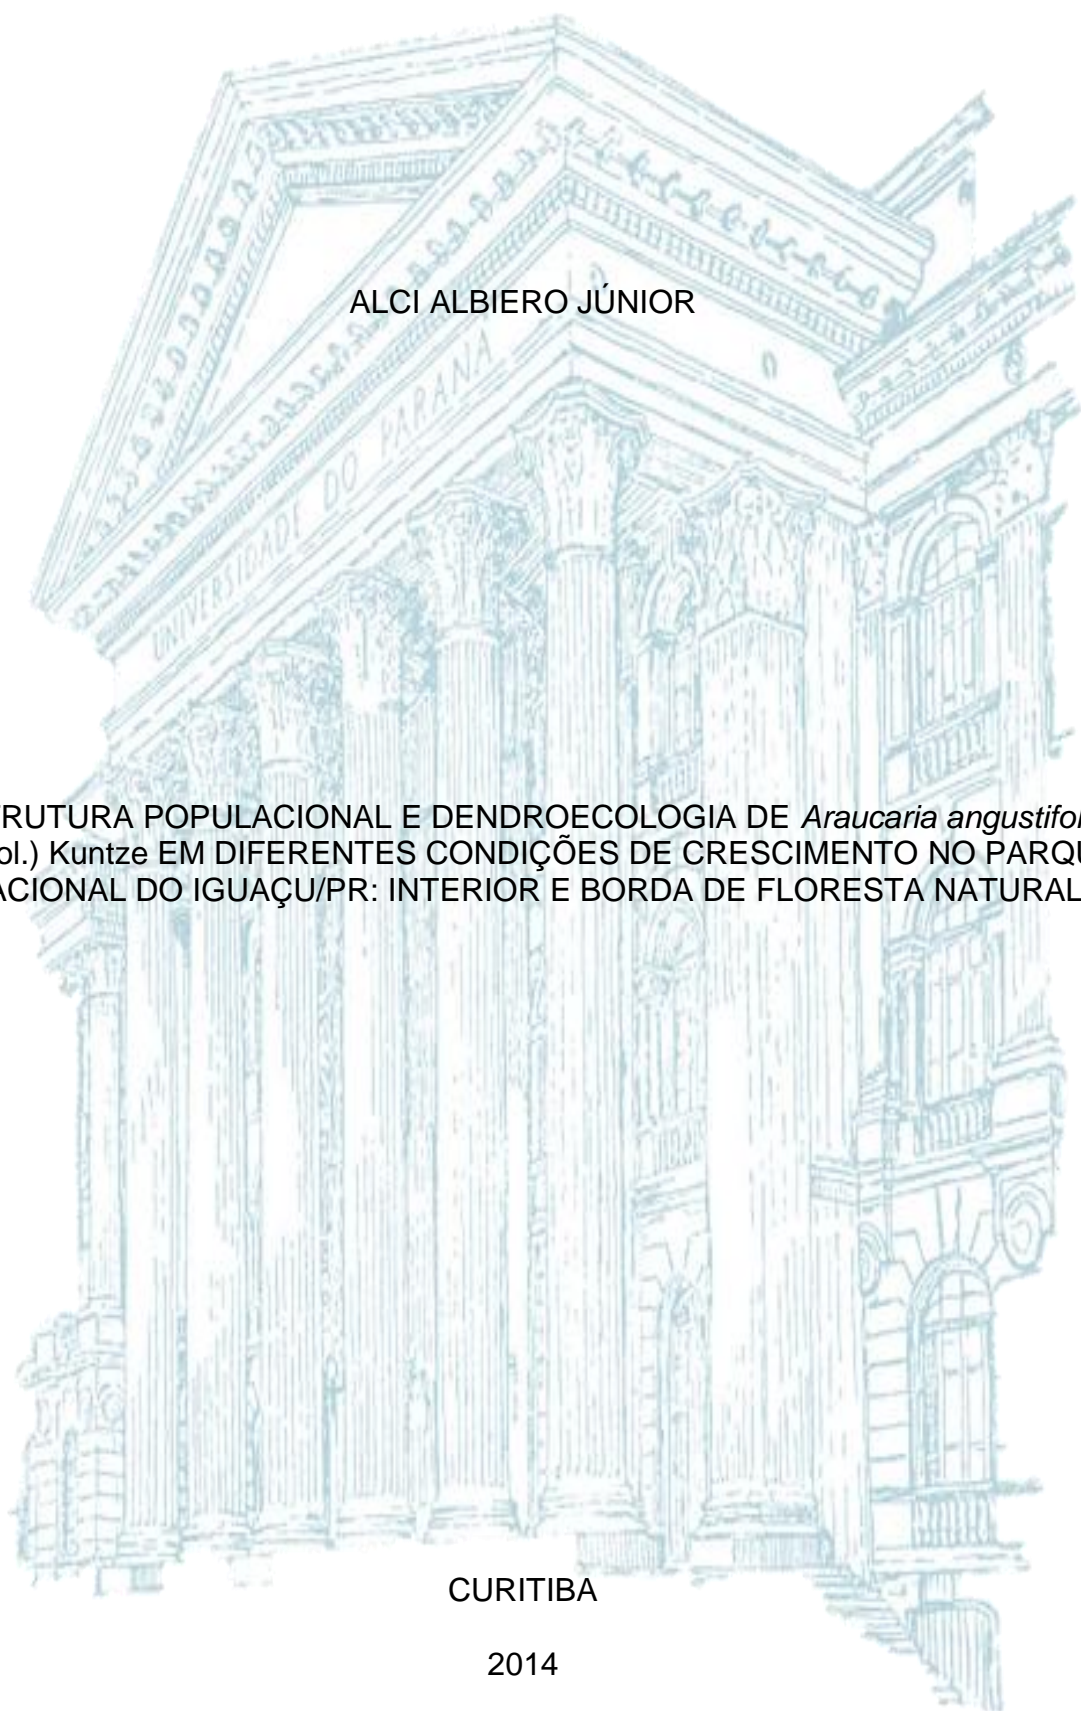 ALCI ALBIERO JÚNIOR
UNIVERSIDADE DO PARANA
TRUTURA POPULACIONAL E DENDROECOLOGIA DE Araucaria angustifol
ol.) Kuntze EM DIFERENTES CONDIÇÕES DE CRESCIMENTO NO PARQU
ACIONAL DO IGUAÇU/PR: INTERIOR E BORDA DE FLORESTA NATURAL
CURITIBA
2014